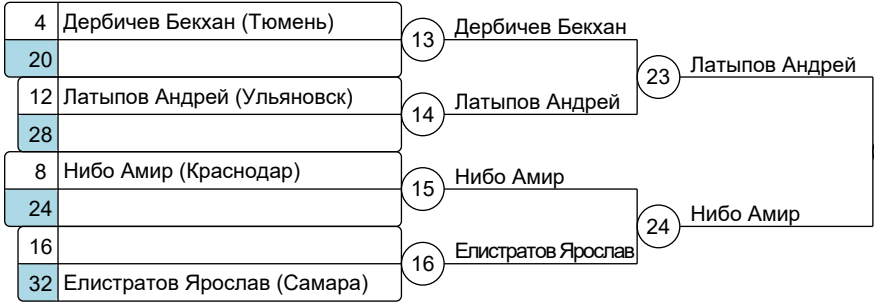 4 Дербичев Бекхан (Тюмень)
20
12 Латыпов Андрей (Ульяновск)
28
8 Нибо Амир (Краснодар)
24
16
32 Елистратов Ярослав (Самара)
13 Дербичев Бекхан
14 Латыпов Андрей
15 Нибо Амир
16 Елистратов Ярослав
23 Латыпов Андрей
24 Нибо Амир